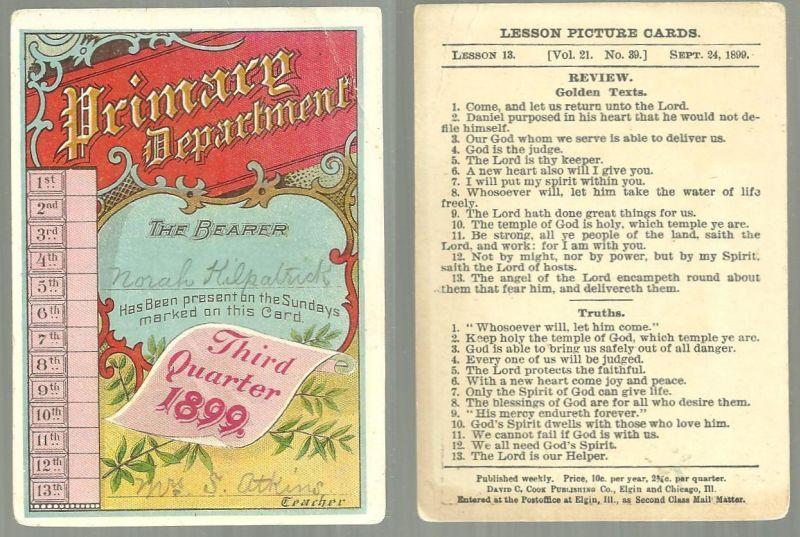 Primary
Department
1st
2nd
3rd
4th
5th
6th
7th
8th
9th
10th
11th
12th
13th
THE BEARER
Norah Kilpatrick
Has Been present on the Sundays
marked on this Card.
Third
Quarter
1899.
Mrs. S. Atkins,
Teacher
LESSON PICTURE CARDS.
LESSON 13. [Vol. 21. No. 39.] SEPT. 24, 1899.
REVIEW.
Golden Texts.
1. Come, and let us return unto the Lord.
2. Daniel purposed in his heart that he would not de-
file himself.
3. Our God whom we serve is able to deliver us.
4. God is the judge.
5. The Lord is thy keeper.
6. A new heart also will I give you.
7. I will put my spirit within you.
8. Whosoever will, let him take the water of life
freely.
9. The Lord hath done great things for us.
10. The temple of God is holy, which temple ye are.
11. Be strong, all ye people of the land, saith the
Lord, and work: for I am with you.
12. Not by might, nor by power, but by my Spirit,
saith the Lord of hosts.
13. The angel of the Lord encampeth round about
them that fear him, and delivereth them.
Truths.
1. "Whosoever will, let him come."
2. Keep holy the temple of God, which temple ye are.
3. God is able to bring us safely out of all danger.
4. Every one of us will be judged.
5. The Lord protects the faithful.
6. With a new heart come joy and peace.
7. Only the Spirit of God can give life.
8. The blessings of God are for all who desire them.
9. "His mercy endureth forever."
10. God's Spirit dwells with those who love him.
11. We cannot fail if God is with us.
12. We all need God's Spirit.
13. The Lord is our Helper.
Published weekly. Price, 10c. per year, 2½c. per quarter.
DAVID C. COOK PUBLISHING CO., Elgin and Chicago, Ill.
Entered at the Postoffice at Elgin, Ill., as Second Class Mail Matter.